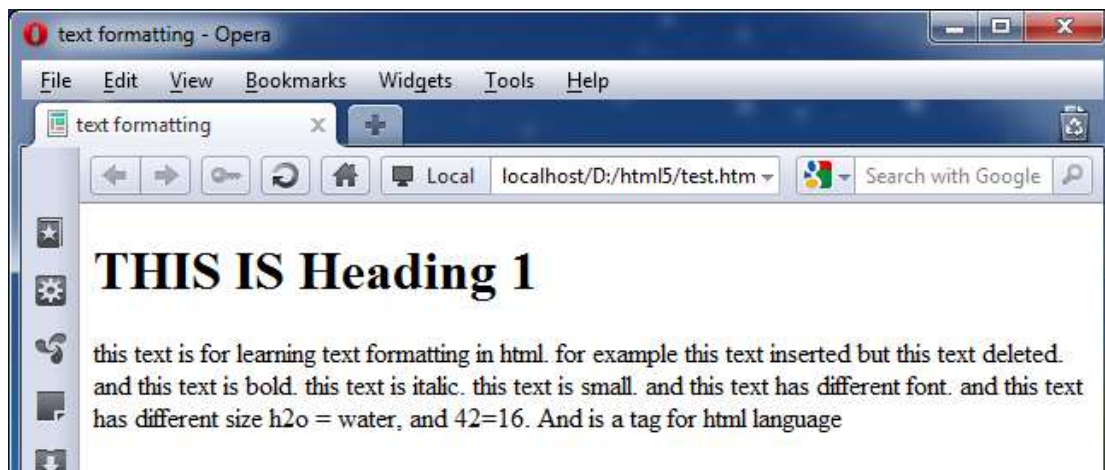 text formatting - Opera
File Edit View Bookmarks Widgets Tools Help
text formatting
Local localhost/D:/html5/test.htm Search with Google
THIS IS Heading 1
this text is for learning text formatting in html. for example this text inserted but this text deleted.
and this text is bold. this text is italic. this text is small. and this text has different font. and this text
has different size h2o = water, and 42=16. And is a tag for html language